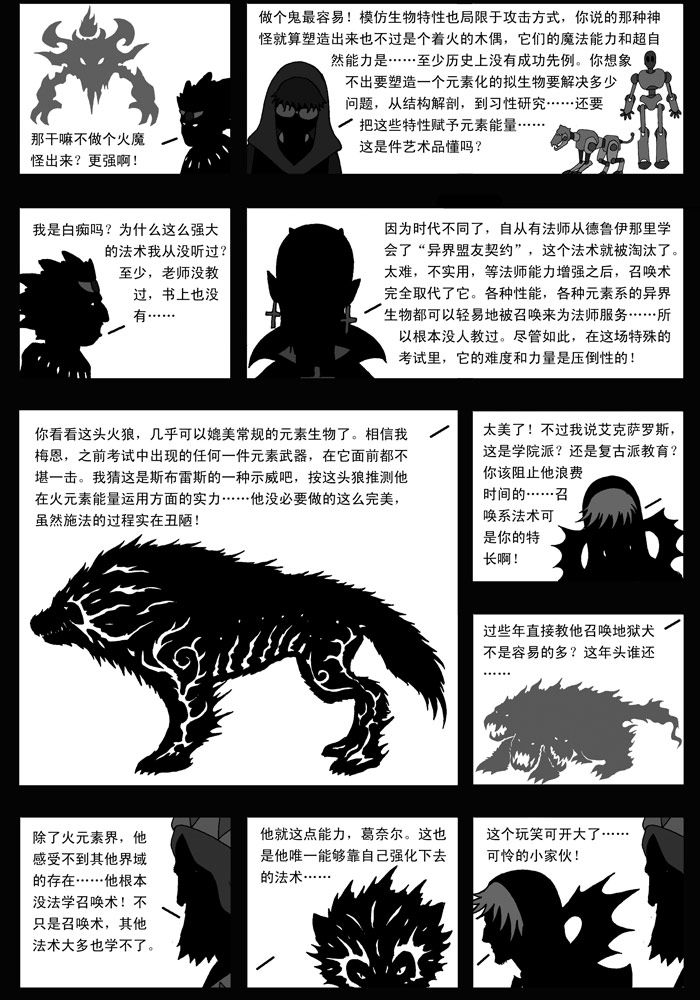 那干嘛不做个火魔
怪出来？更强啊！
做个鬼最容易！模仿生物特性也局限于攻击方式，你说的那种神
怪就算塑造出来也不过是个着火的木偶，它们的魔法能力和超自
然能力是……至少历史上没有成功先例。你想象
不出要塑造一个元素化的拟生物要解决多少
问题，从结构解剖，到习性研究……还要
把这些特性赋予元素能量……
这是件艺术品懂吗？
我是白痴吗？为什么这么强大
的法术我从没听过？
至少，老师没教
过，书上也没
有……
因为时代不同了，自从有法师从德鲁伊那里学
会了“异界盟友契约”，这个法术就被淘汰了。
太难，不实用，等法师能力增强之后，召唤术
完全取代了它。各种性能，各种元素系的异界
生物都可以轻易地被召唤来为法师服务……所
以根本没人教过。尽管如此，在这场特殊的
考试里，它的难度和力量是压倒性的！
你看看这头火狼，几乎可以媲美常规的元素生物了。相信我
梅恩，之前考试中出现的任何一件元素武器，在它面前都不
堪一击。我猜这是斯布雷斯的一种示威吧，按这头狼推测他
在火元素能量运用方面的实力……他没必要做的这么完美，
虽然施法的过程实在丑陋！
太美了！不过我说艾克萨罗斯，
这是学院派？还是复古派教育？
你该阻止他浪费
时间的……召
唤系法术可
是你的特
长啊！
过些年直接教他召唤地狱犬
不是容易的多？这年头谁还
……
除了火元素界，他
感受不到其他界域
的存在……他根本
没法学召唤术！不
只是召唤术，其他
法术大多也学不了。
他就这点能力，葛奈尔。这也
是他唯一能够靠自己强化下去
的法术……
这个玩笑可开大了……
可怜的小家伙！